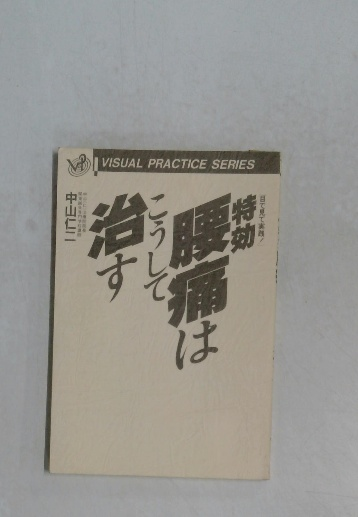 VISUAL PRACTICE SERIES
目で見て実践!
特効
腰痛は
こうして
治す
中山仁二